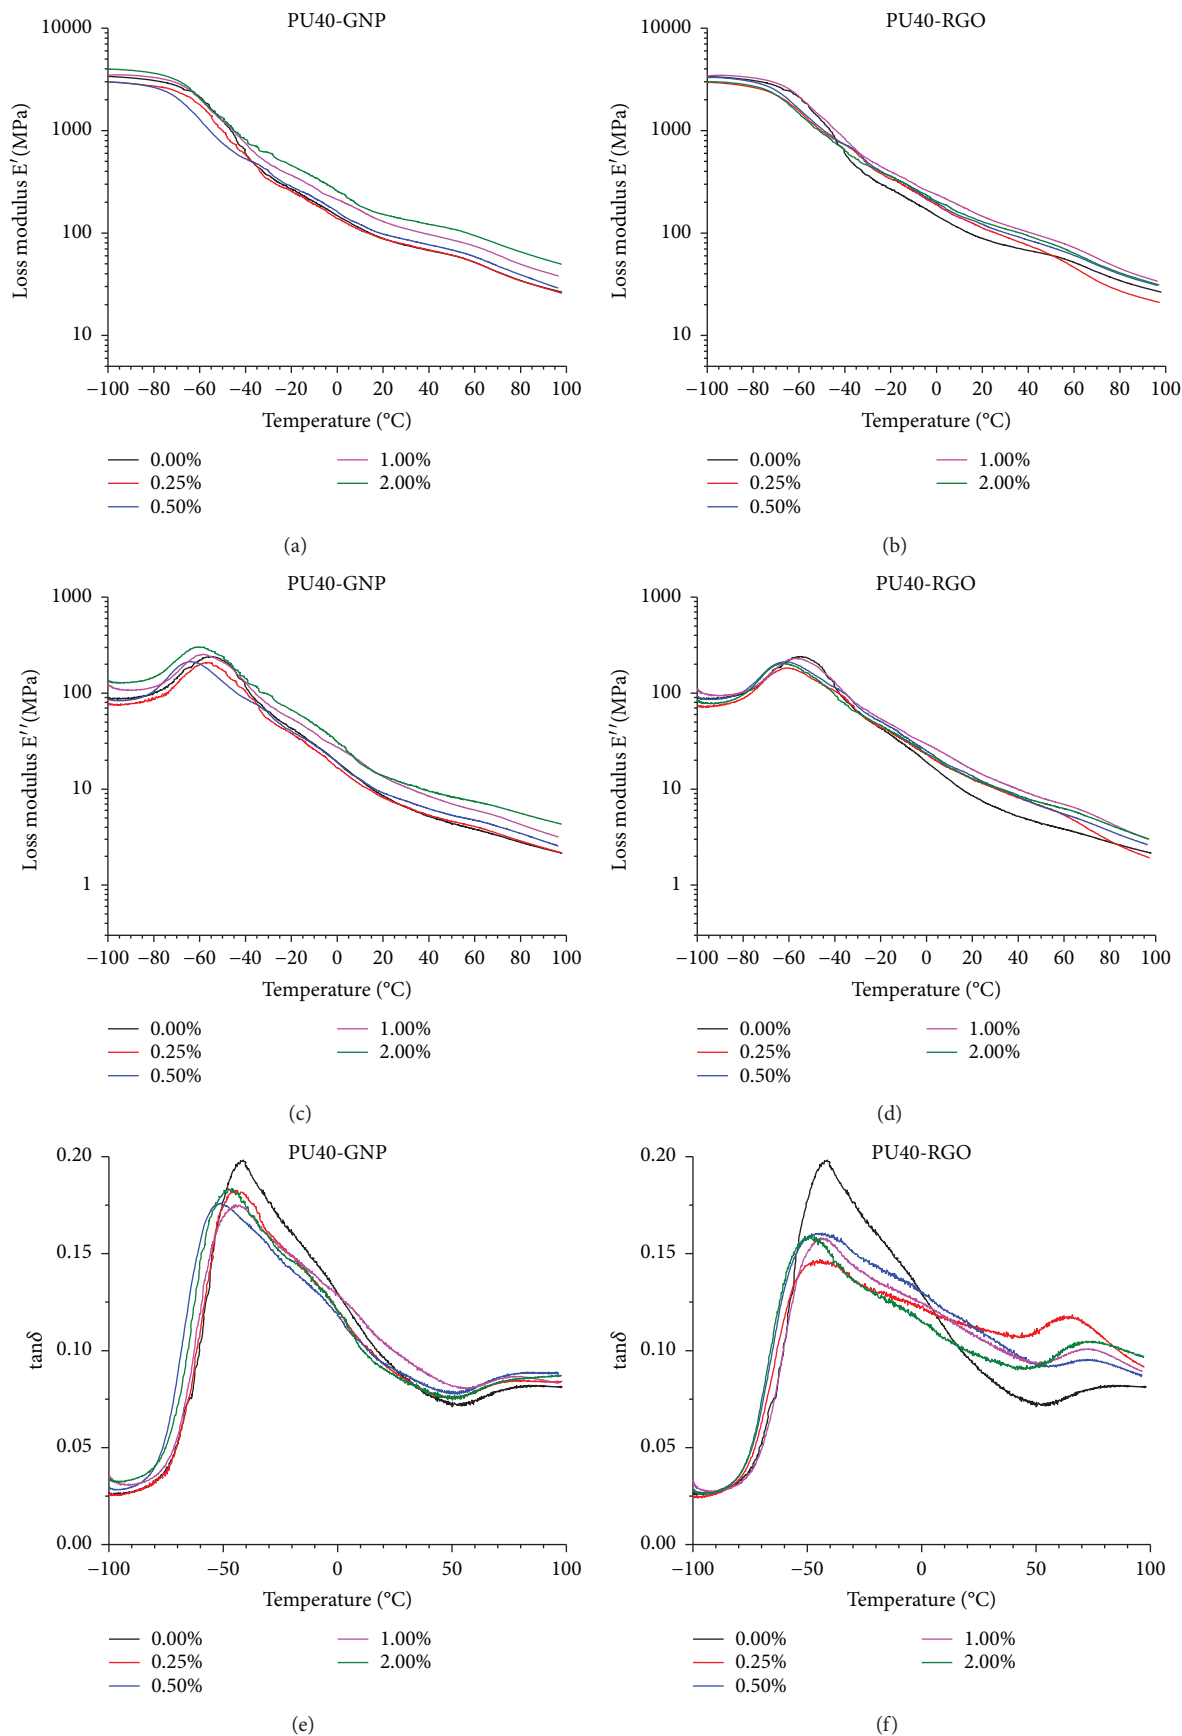 PU40-GNP
10000
1000
100
10
Loss modulus E′ (MPa)
−100 −80 −60 −40 −20 0 20 40 60 80 100
Temperature (°C)
0.00% 1.00%
0.25% 2.00%
0.50%
(a)
PU40-RGO
10000
1000
100
10
Loss modulus E′ (MPa)
−100 −80 −60 −40 −20 0 20 40 60 80 100
Temperature (°C)
0.00% 1.00%
0.25% 2.00%
0.50%
(b)
PU40-GNP
1000
100
10
1
Loss modulus E′′ (MPa)
−100 −80 −60 −40 −20 0 20 40 60 80 100
Temperature (°C)
0.00% 1.00%
0.25% 2.00%
0.50%
(c)
PU40-RGO
1000
100
10
1
Loss modulus E′′ (MPa)
−100 −80 −60 −40 −20 0 20 40 60 80 100
Temperature (°C)
0.00% 1.00%
0.25% 2.00%
0.50%
(d)
PU40-GNP
0.20
0.15
0.10
0.05
0.00
tanδ
−100 −50 0 50 100
Temperature (°C)
0.00% 1.00%
0.25% 2.00%
0.50%
(e)
PU40-RGO
0.20
0.15
0.10
0.05
0.00
tanδ
−100 −50 0 50 100
Temperature (°C)
0.00% 1.00%
0.25% 2.00%
0.50%
(f)